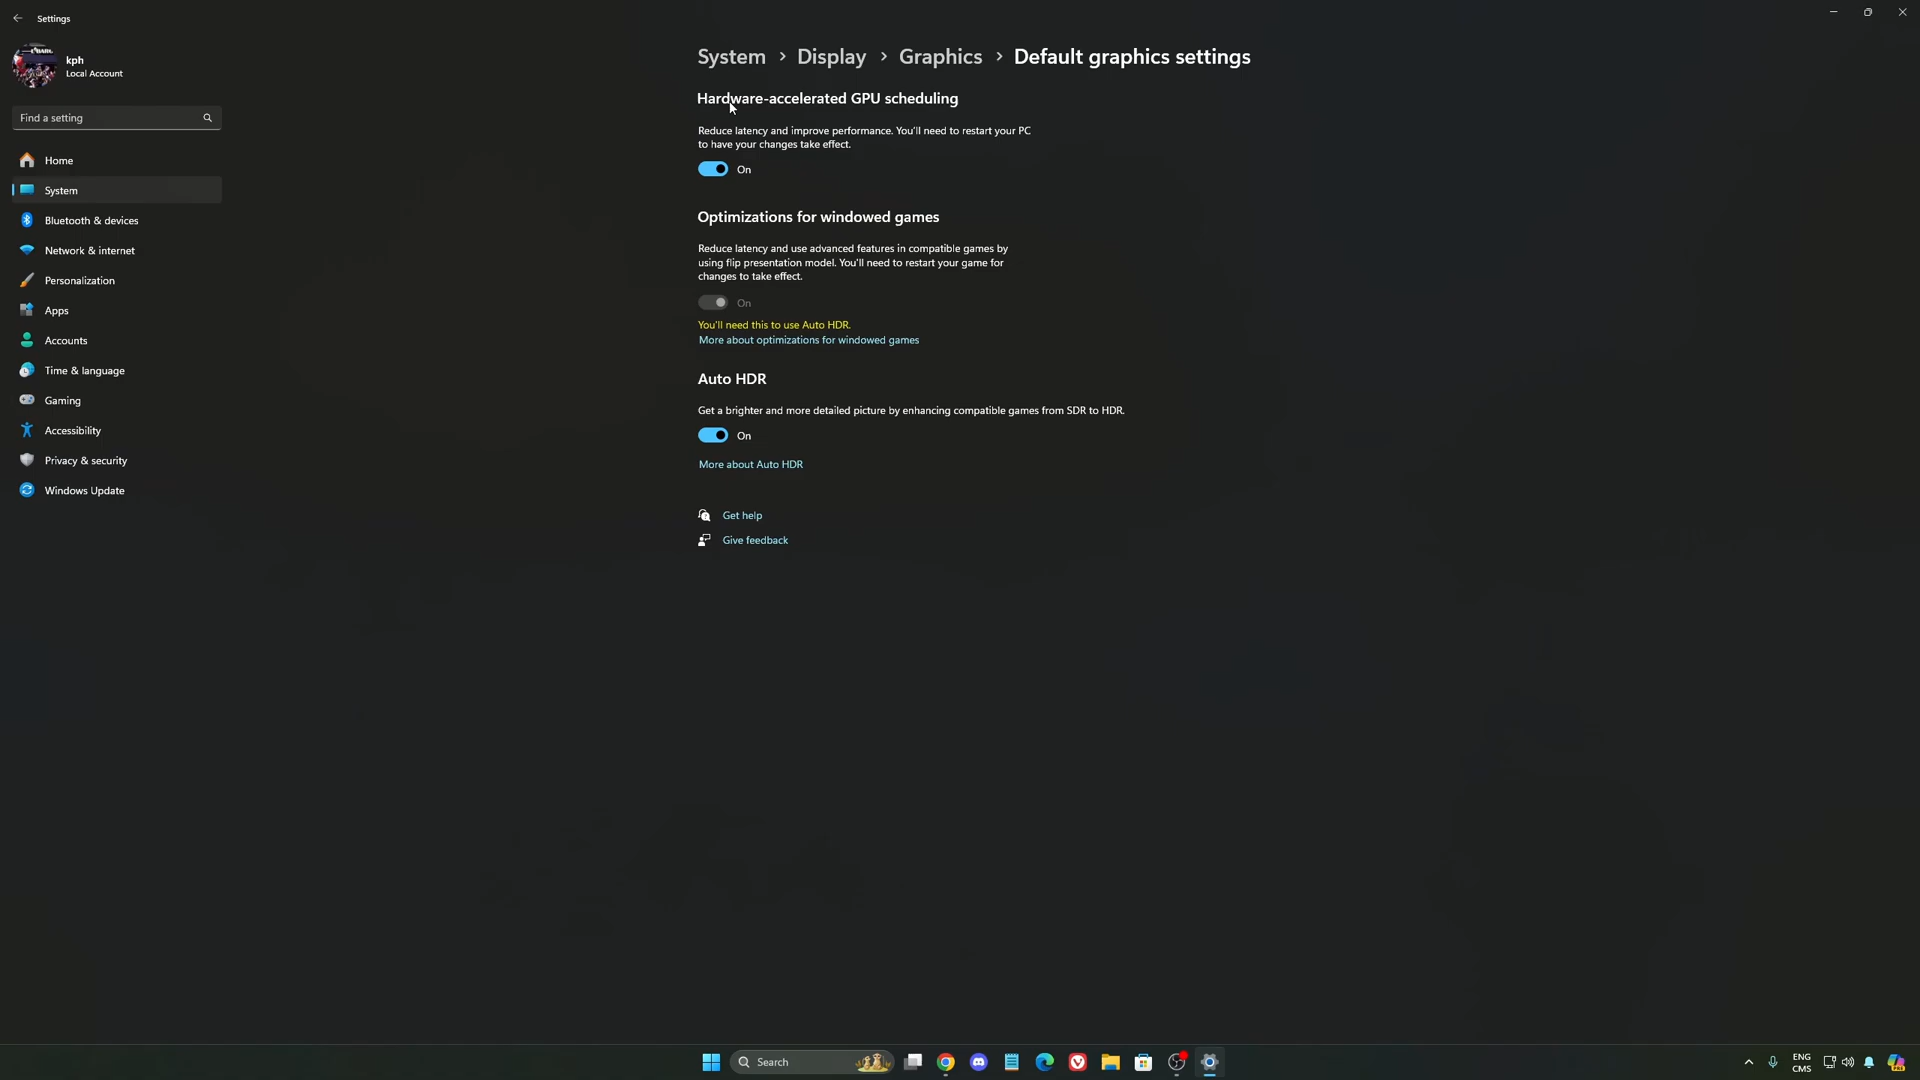 Settings
kph
Local Account
Find a setting
Home
System
Bluetooth & devices
Network & internet
Personalization
Apps
Accounts
Time & language
Gaming
Accessibility
Privacy & security
Windows Update
System > Display > Graphics > Default graphics settings
Hardware-accelerated GPU scheduling
Reduce latency and improve performance. You'll need to restart your PC
to have your changes take effect.
On
Optimizations for windowed games
Reduce latency and use advanced features in compatible games by
using flip presentation model. You'll need to restart your game for
changes to take effect.
On
You'll need this to use Auto HDR.
More about optimizations for windowed games
Auto HDR
Get a brighter and more detailed picture by enhancing compatible games from SDR to HDR.
On
More about Auto HDR
Get help
Give feedback
Search
ENG
CMS